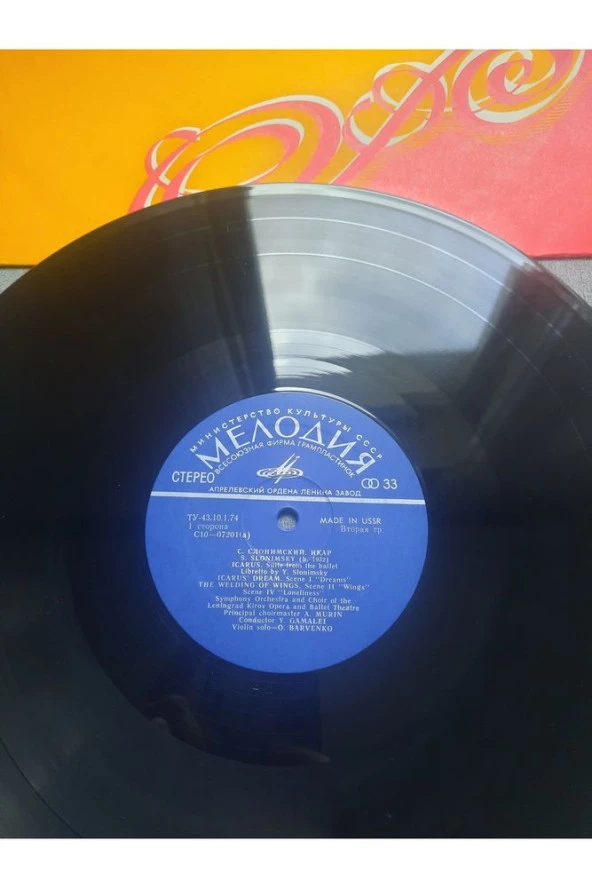 МИНИСТЕРСТВО КУЛЬТУРЫ СССР
МЕЛОДИЯ
ВСЕСОЮЗНАЯ ФИРМА ГРАМПЛАСТИНОК
СТЕРЕО 33
АПРЕЛЕВСКИЙ ОРДЕНА ЛЕНИНА ЗАВОД
ТУ-43.10.1.74 MADE IN USSR
1 сторона Вторая гр.
С10—07201(а)
С. СЛОНИМСКИЙ. ИКАР
S. SLONIMSKY (b. 1932)
ICARUS, Suite from the ballet
Libretto by Y. Slonimsky
ICARUS' DREAM, Scene I "Dreams"
THE WELDING OF WINGS, Scene II "Wings"
Scene IV "Loneliness"
Symphony Orchestra and Choir of the
Leningrad Kirov Opera and Ballet Theatre
Principal choirmaster A. MURIN
Conductor Y. GAMALEI
Violin solo—O. BARVENKO